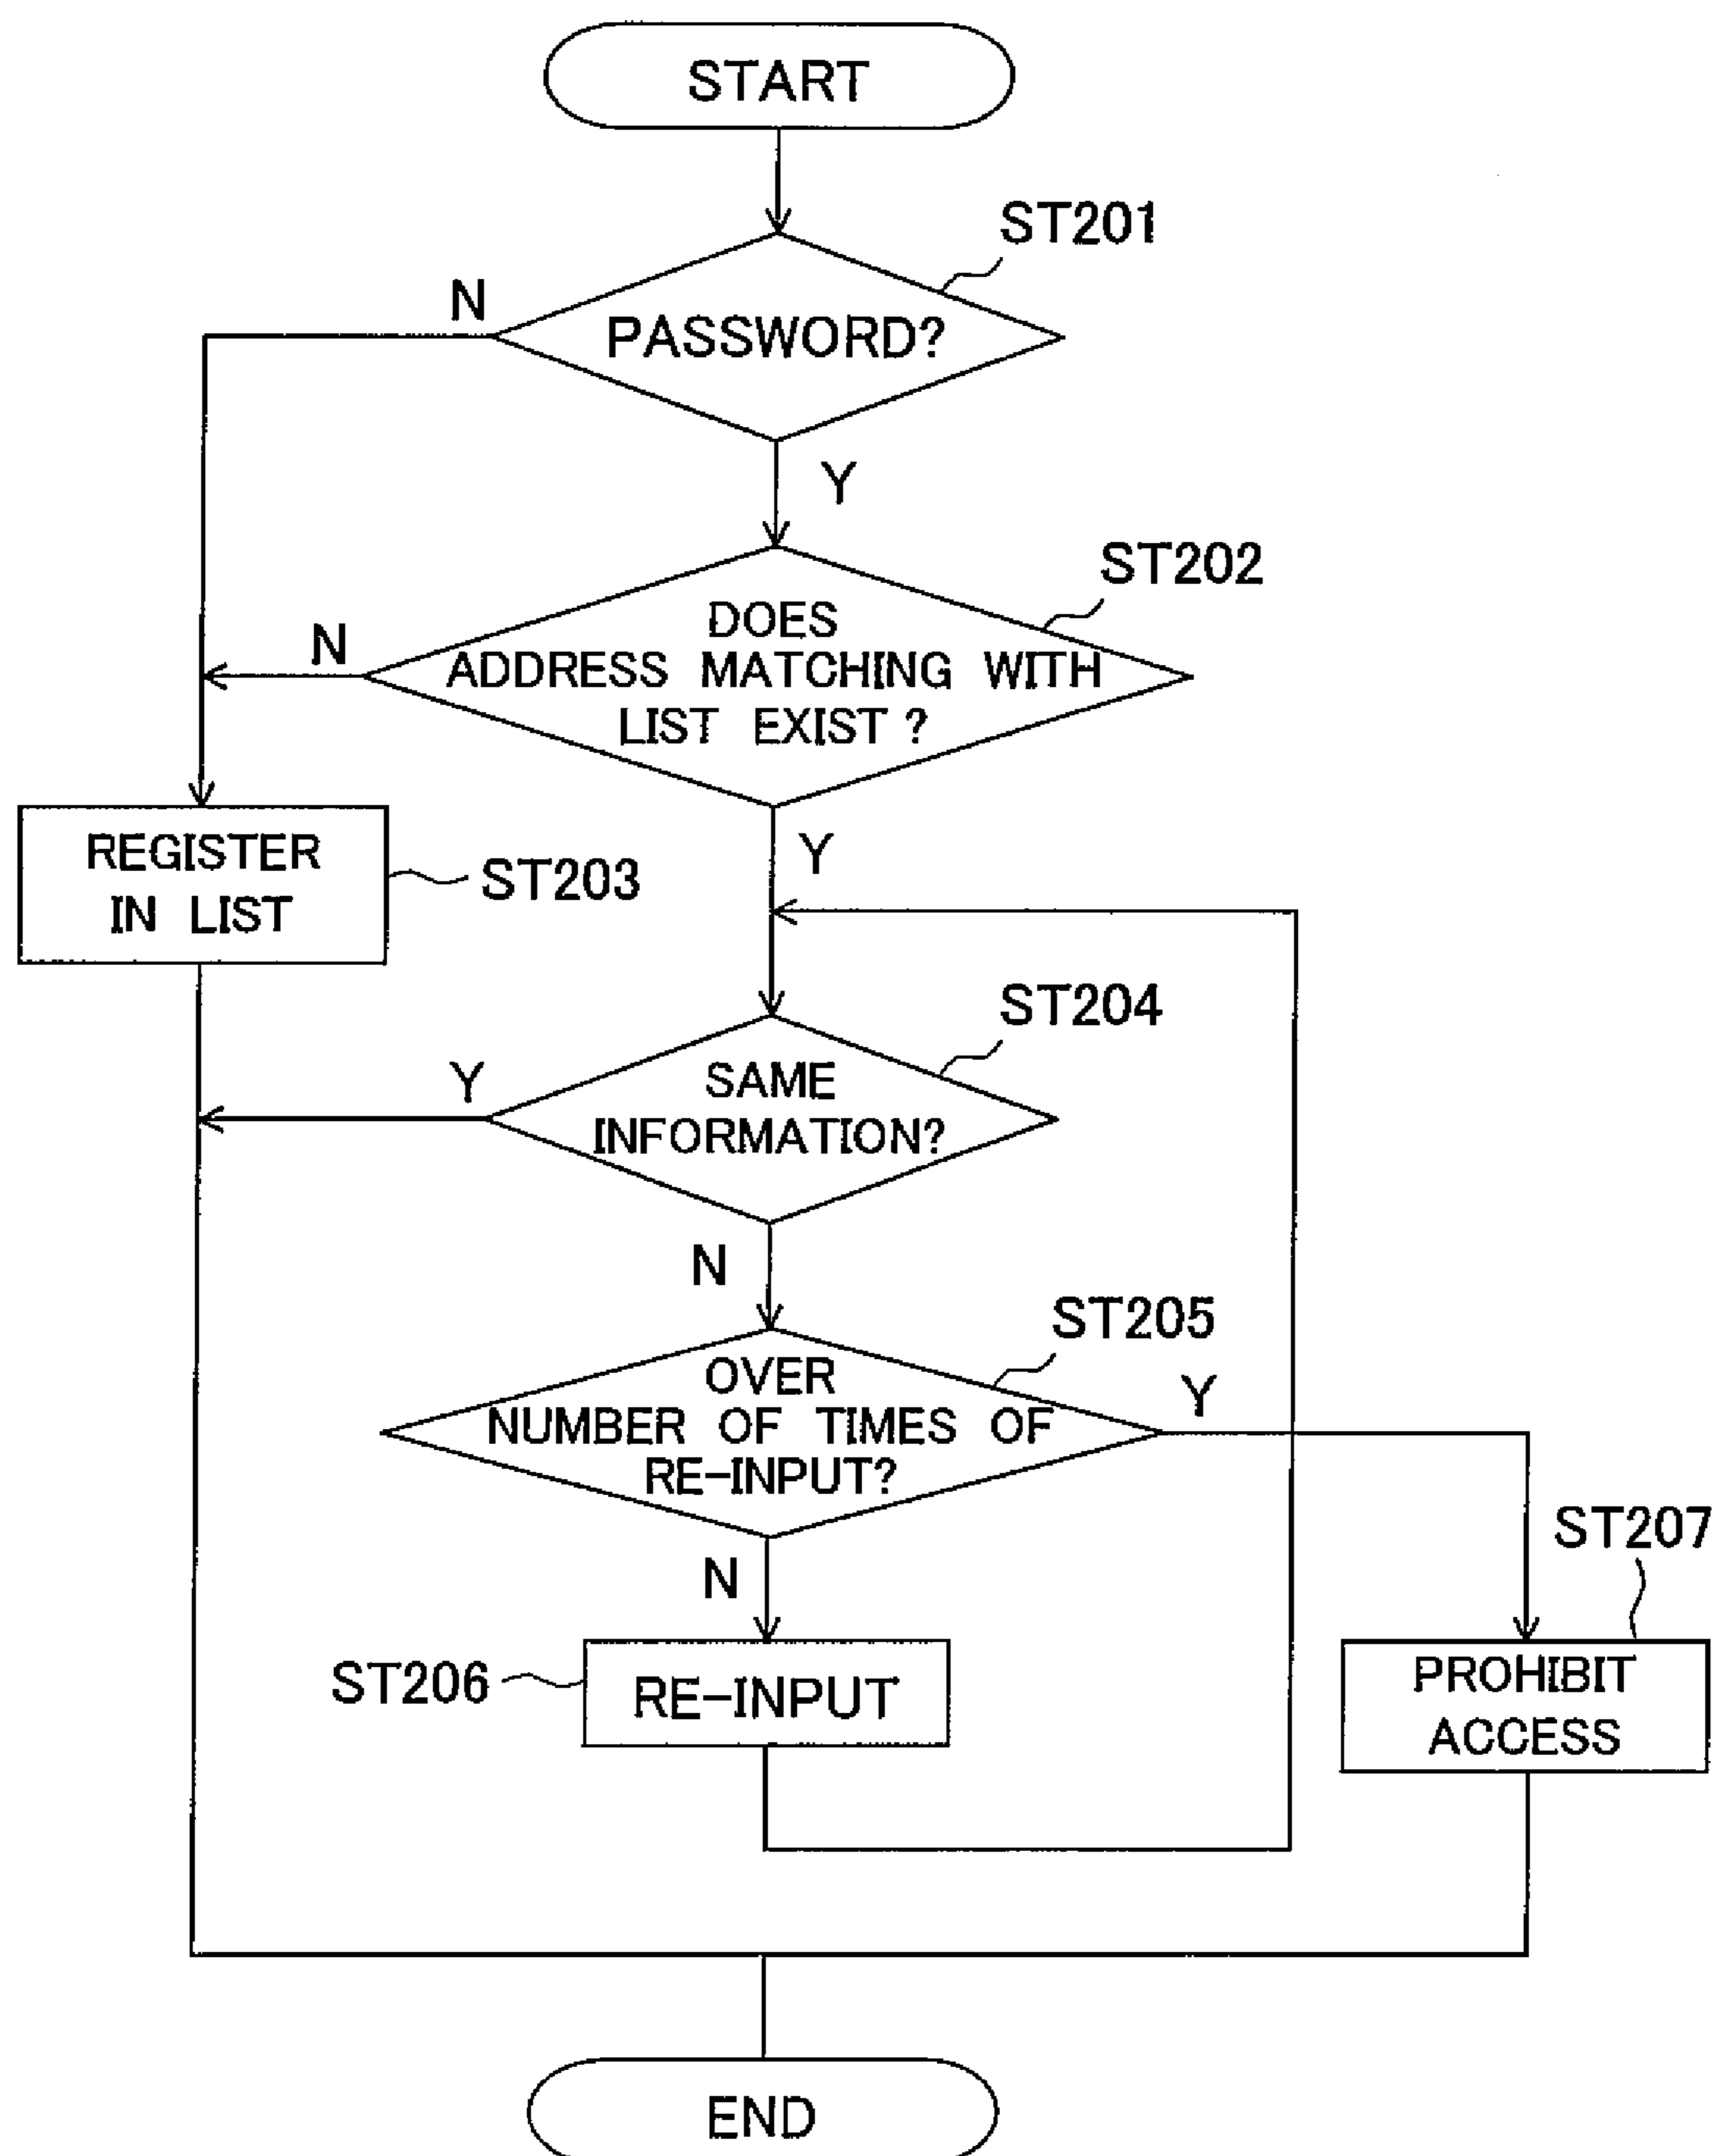 START
ST201
N
PASSWORD?
Y
ST202
DOES
N
ADDRESS MATCHING WITH
LIST EXIST ?
Y
REGISTER
IN LIST
ST203
ST204
Y
SAME
INFORMATION?
N
ST205
OVER
Y
NUMBER OF TIMES OF
RE-INPUT?
N
ST207
ST206
RE-INPUT
PROHIBIT
ACCESS
END